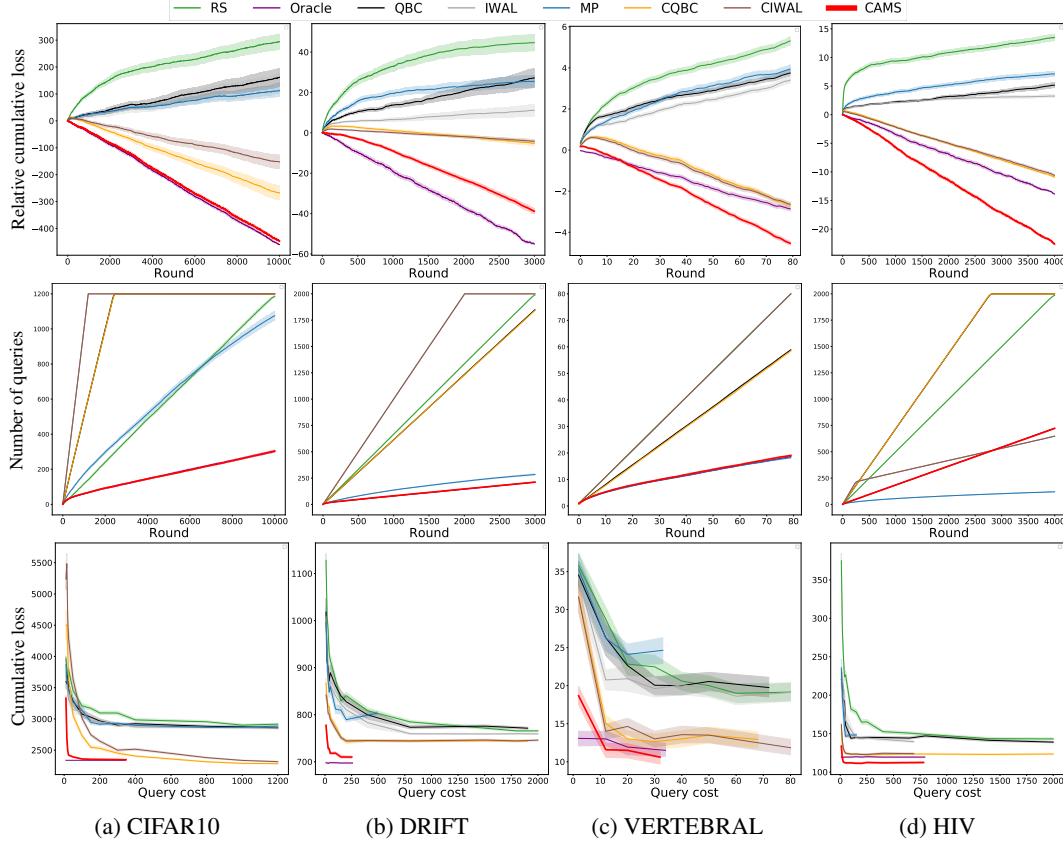 RS Oracle QBC IWAL MP CQBC CIWAL CAMS
Relative cumulative loss
300
200
100
0
−100
−200
−300
−400
0 2000 4000 6000 8000 10000
Round
40
20
0
−20
−40
−60
0 500 1000 1500 2000 2500 3000
Round
6
4
2
0
−2
−4
0 10 20 30 40 50 60 70 80
Round
15
10
5
0
−5
−10
−15
−20
0 500 1000 1500 2000 2500 3000 3500 4000
Round
Number of queries
1200
1000
800
600
400
200
0
0 2000 4000 6000 8000 10000
Round
2000
1750
1500
1250
1000
750
500
250
0
0 500 1000 1500 2000 2500 3000
Round
80
70
60
50
40
30
20
10
0
0 10 20 30 40 50 60 70 80
Round
2000
1750
1500
1250
1000
750
500
250
0
0 500 1000 1500 2000 2500 3000 3500 4000
Round
Cumulative loss
5500
5000
4500
4000
3500
3000
2500
0 200 400 600 800 1000 1200
Query cost
1100
1000
900
800
700
0 250 500 750 1000 1250 1500 1750 2000
Query cost
35
30
25
20
15
10
0 10 20 30 40 50 60 70 80
Query cost
350
300
250
200
150
100
0 250 500 750 1000 1250 1500 1750 2000
Query cost
(a) CIFAR10
(b) DRIFT
(c) VERTEBRAL
(d) HIV